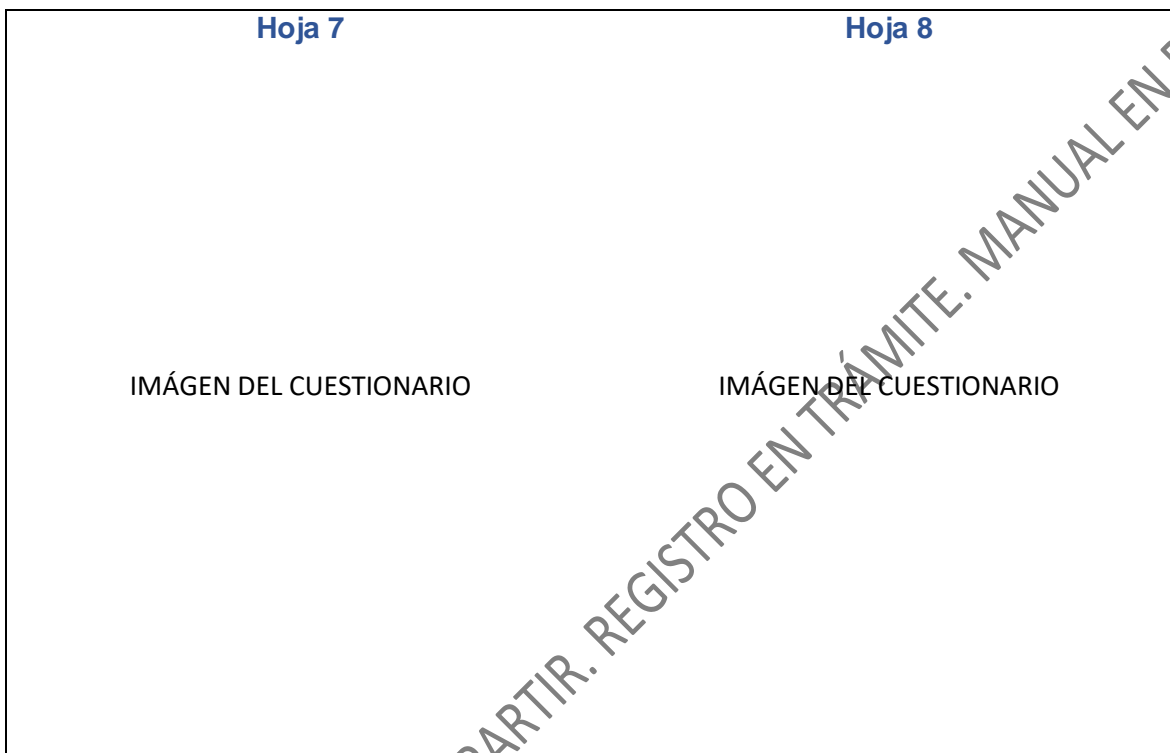 Hoja 7
Hoja 8
IMÁGEN DEL CUESTIONARIO
IMÁGEN DEL CUESTIONARIO
PARTIR. REGISTRO EN TRÁMITE. MANUAL EN